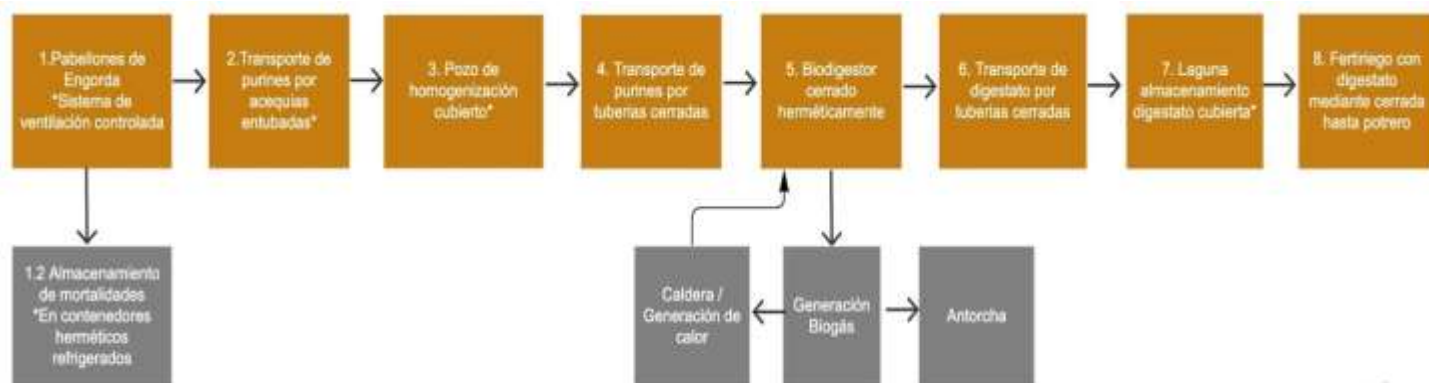 1.Pabellones de
Engorda
*Sistema de
ventilación controlada
2.Transporte de
purines por
acequias
entubadas*
3. Pozo de
homogenización
cubierto*
4. Transporte de
purines por
tuberías cerradas
5. Biodigestor
cerrado
herméticamente
6. Transporte de
digestato por
tuberías cerradas
7. Laguna
almacenamiento
digestato cubierta*
8. Fertiriego con
digestato
mediante cerrada
hasta potrero
1.2 Almacenamiento
de mortalidades
*En contenedores
herméticos
refrigerados
Caldera /
Generación de
calor
Generación
Biogás
Antorcha